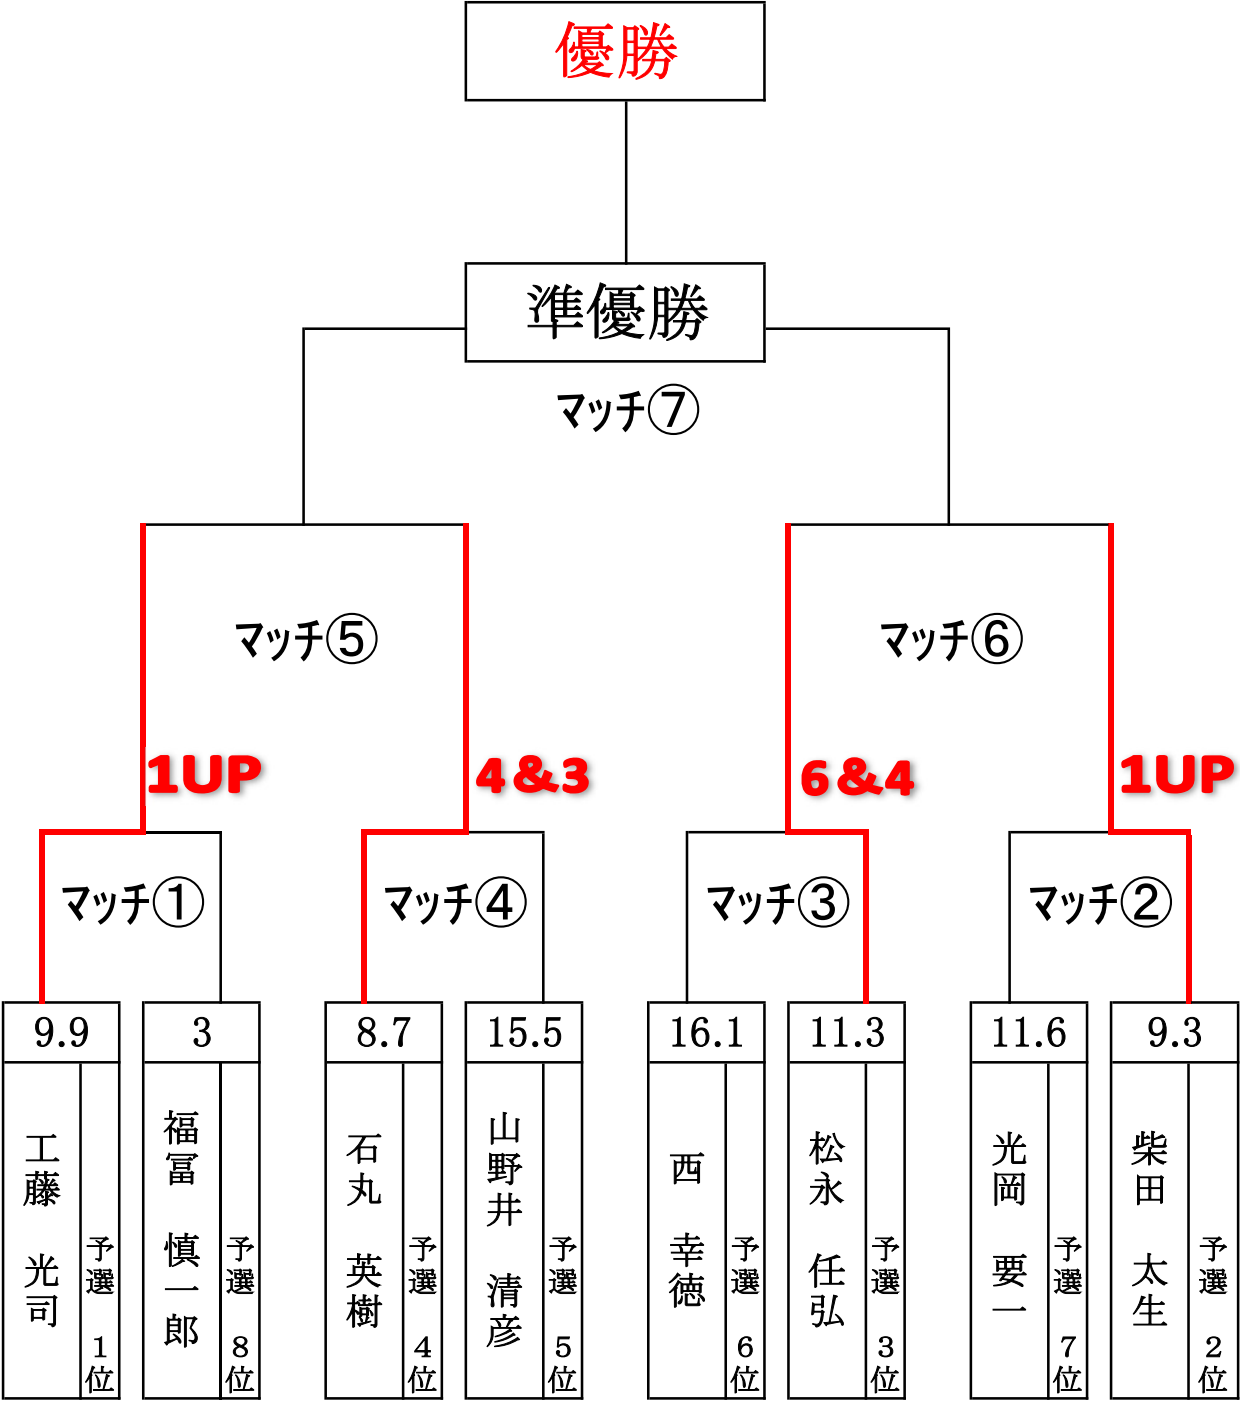 優勝
準優勝
マッチ⑦
マッチ⑤
マッチ⑥
1UP
4&3
6&4
1UP
マッチ①
マッチ④
マッチ③
マッチ②
9.9
3
8.7
15.5
16.1
11.3
11.6
9.3
工藤 光司
予選 1位
福冨 慎一郎
予選 8位
石丸 英樹
予選 4位
山野井 清彦
予選 5位
西 幸徳
予選 6位
松永 任弘
予選 3位
光岡 要一
予選 7位
柴田 太生
予選 2位